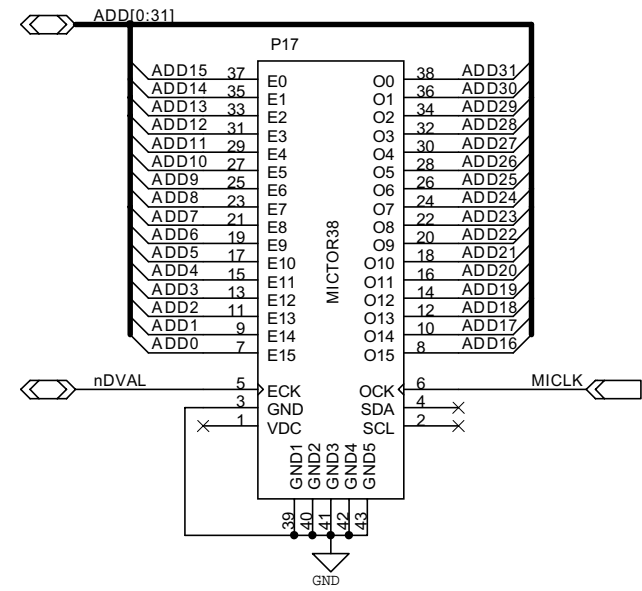 ADD[0:31]
P17
ADD15 37 E0 O0 38 ADD31
ADD14 35 E1 O1 36 ADD30
ADD13 33 E2 O2 34 ADD29
ADD12 31 E3 O3 32 ADD28
ADD11 29 E4 O4 30 ADD27
ADD10 27 E5 O5 28 ADD26
ADD9 25 E6 O6 26 ADD25
ADD8 23 E7 O7 24 ADD24
ADD7 21 E8 O8 22 ADD23
ADD6 19 E9 O9 20 ADD22
ADD5 17 E10 O10 18 ADD21
ADD4 15 E11 O11 16 ADD20
ADD3 13 E12 O12 14 ADD19
ADD2 11 E13 O13 12 ADD18
ADD1 9 E14 O14 10 ADD17
ADD0 7 E15 O15 8 ADD16
MICTOR38
nDVAL 5 ECK OCK 6 MICLK
3 GND SDA 4
1 VDC SCL 2
GND1 GND2 GND3 GND4 GND5
39 40 41 42 43
GND